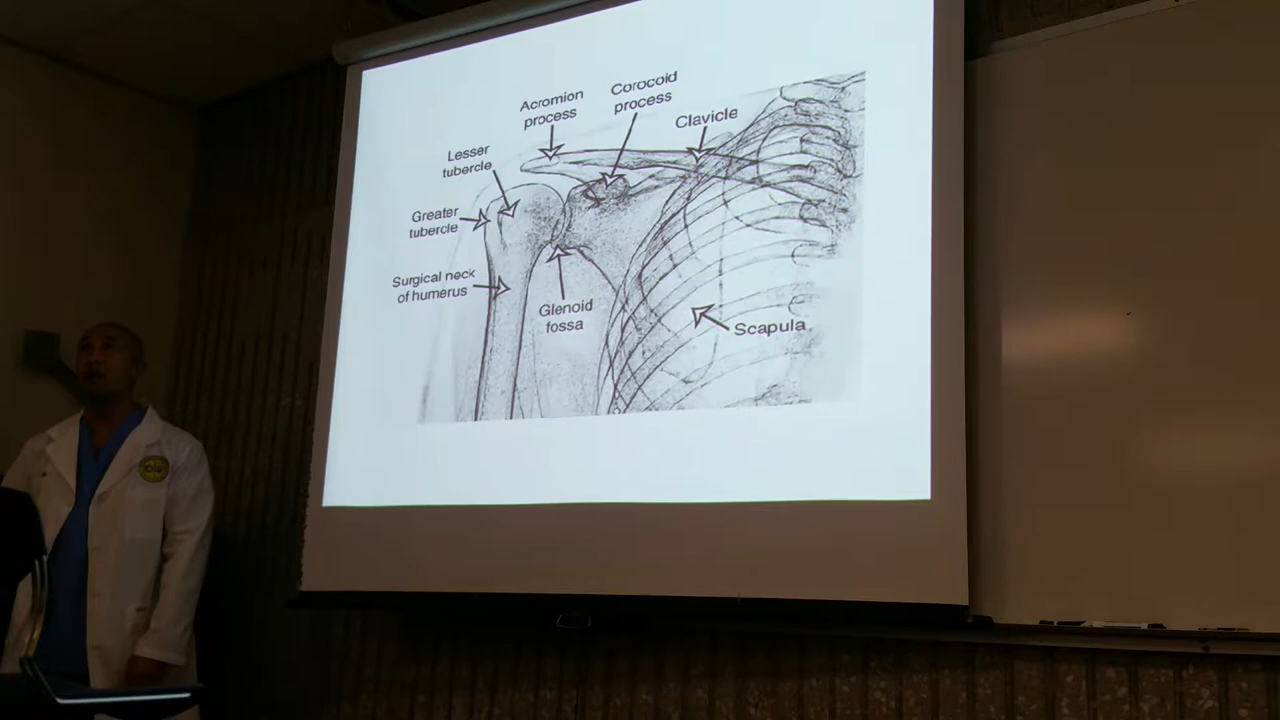 Acromion
process
Corocoid
process
Clavicle
Lesser
tubercle
Greater
tubercle
Surgical neck
of humerus
Glenoid
fossa
Scapula